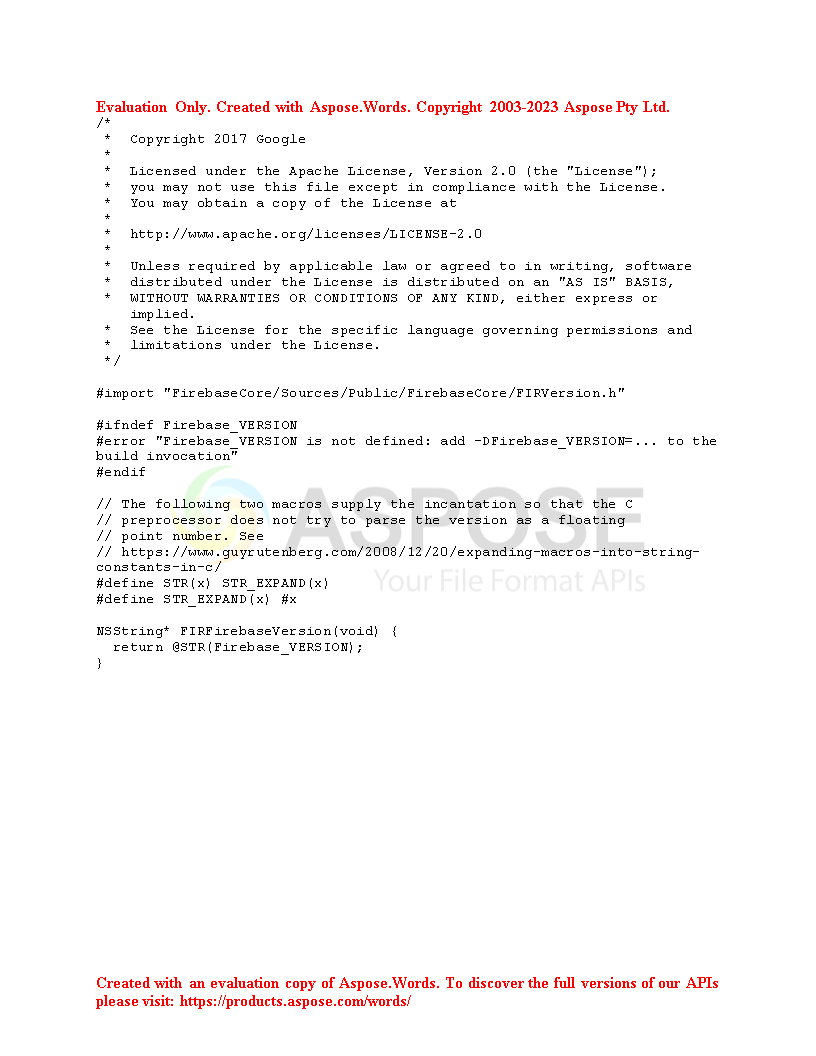 Evaluation Only. Created with Aspose.Words. Copyright 2003-2023 Aspose Pty Ltd.
/*
 *  Copyright 2017 Google
 *
 *  Licensed under the Apache License, Version 2.0 (the "License");
 *  you may not use this file except in compliance with the License.
 *  You may obtain a copy of the License at
 *
 *  http://www.apache.org/licenses/LICENSE-2.0
 *
 *  Unless required by applicable law or agreed to in writing, software
 *  distributed under the License is distributed on an "AS IS" BASIS,
 *  WITHOUT WARRANTIES OR CONDITIONS OF ANY KIND, either express or
    implied.
 *  See the License for the specific language governing permissions and
 *  limitations under the License.
 */

#import "FirebaseCore/Sources/Public/FirebaseCore/FIRVersion.h"

#ifndef Firebase_VERSION
#error "Firebase_VERSION is not defined: add -DFirebase_VERSION=... to the
build invocation"
#endif

// The following two macros supply the incantation so that the C
// preprocessor does not try to parse the version as a floating
// point number. See
// https://www.guyrutenberg.com/2008/12/20/expanding-macros-into-string-
constants-in-c/
#define STR(x) STR_EXPAND(x)
#define STR_EXPAND(x) #x

NSString* FIRFirebaseVersion(void) {
  return @STR(Firebase_VERSION);
}
ASPOSE
Your File Format APIs
Created with an evaluation copy of Aspose.Words. To discover the full versions of our APIs
please visit: https://products.aspose.com/words/